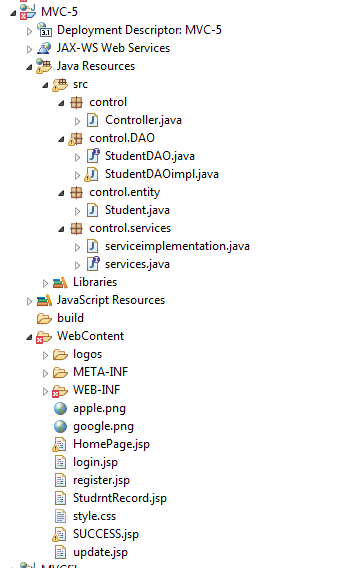 MVC-5
Deployment Descriptor: MVC-5
JAX-WS Web Services
Java Resources
src
control
Controller.java
control.DAO
StudentDAO.java
StudentDAOimpl.java
control.entity
Student.java
control.services
serviceimplementation.java
services.java
Libraries
JavaScript Resources
build
WebContent
logos
META-INF
WEB-INF
apple.png
google.png
HomePage.jsp
login.jsp
register.jsp
StudrntRecord.jsp
style.css
SUCCESS.jsp
update.jsp